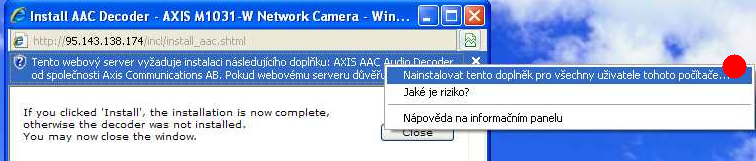 Install AAC Decoder - AXIS M1031-W Network Camera - Win...
http://95.143.138.174/incl/install_aac.shtml
Tento webový server vyžaduje instalaci následujícího doplňku: AXIS AAC Audio Decoder
od společnosti Axis Communications AB. Pokud webovému serveru důvěřu
Nainstalovat tento doplněk pro všechny uživatele tohoto počítače...
Jaké je riziko?
Nápověda na informačním panelu
If you clicked 'Install', the installation is now complete,
otherwise the decoder was not installed.
You may now close the window.
Close